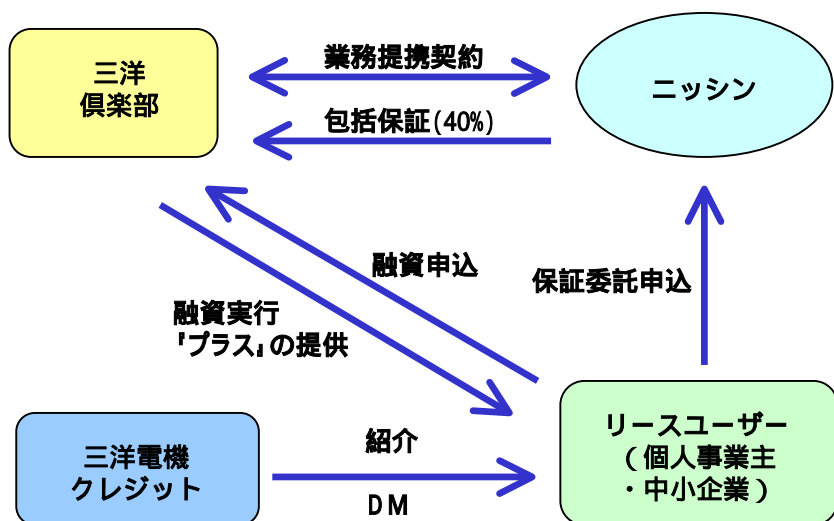 三洋
倶楽部
業務提携契約
ニッシン
包括保証(40%)
融資申込
保証委託申込
融資実行
『プラス』の提供
三洋電機
クレジット
紹介
DM
リースユーザー
(個人事業主
・中小企業)